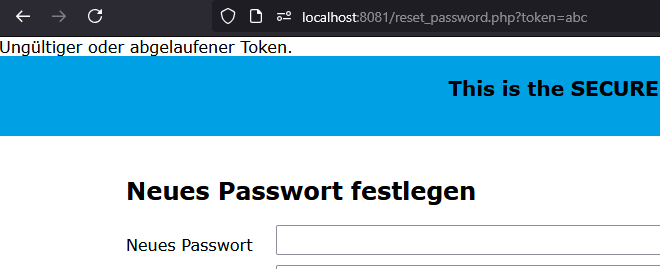 localhost:8081/reset_password.php?token=abc
Ungültiger oder abgelaufener Token.
This is the SECURE
Neues Passwort festlegen
Neues Passwort